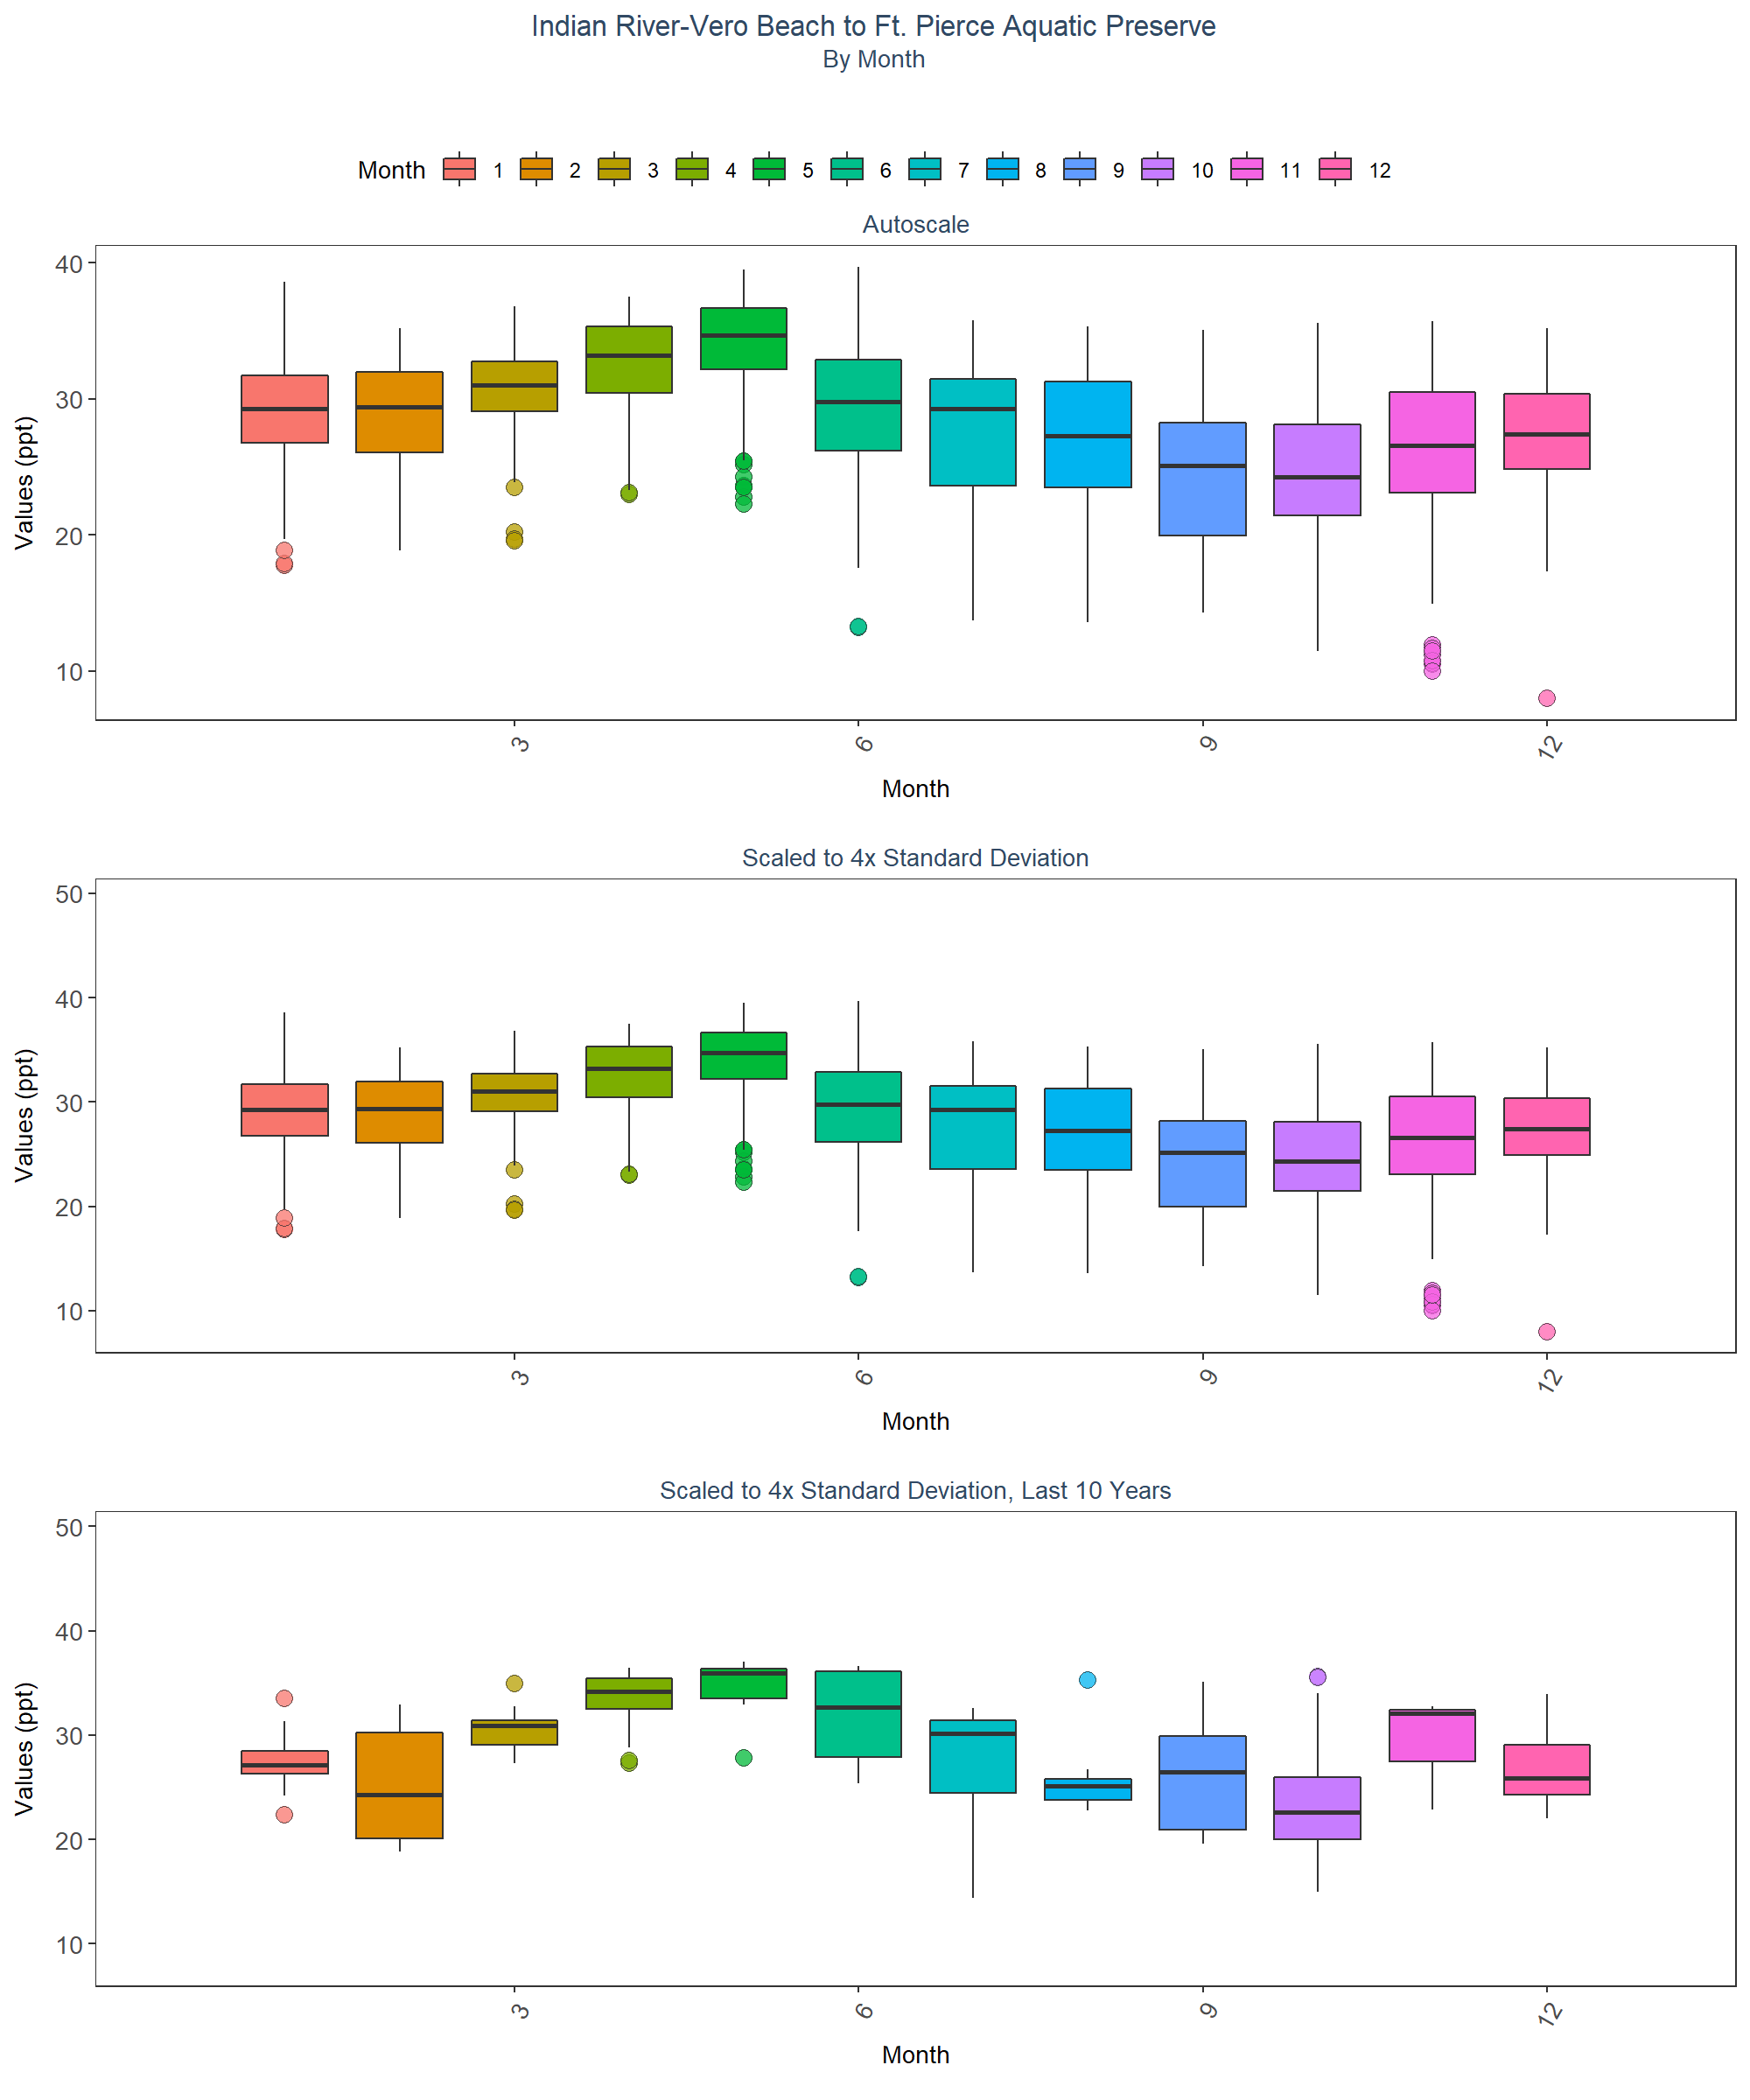 Indian River-Vero Beach to Ft. Pierce Aquatic Preserve
By Month
Month 1 2 3 4 5 6 7 8 9 10 11 12
Autoscale
Values (ppt)
40
30
20
10
3 6 9 12
Month
Scaled to 4x Standard Deviation
Values (ppt)
50
40
30
20
10
3 6 9 12
Month
Scaled to 4x Standard Deviation, Last 10 Years
Values (ppt)
50
40
30
20
10
3 6 9 12
Month